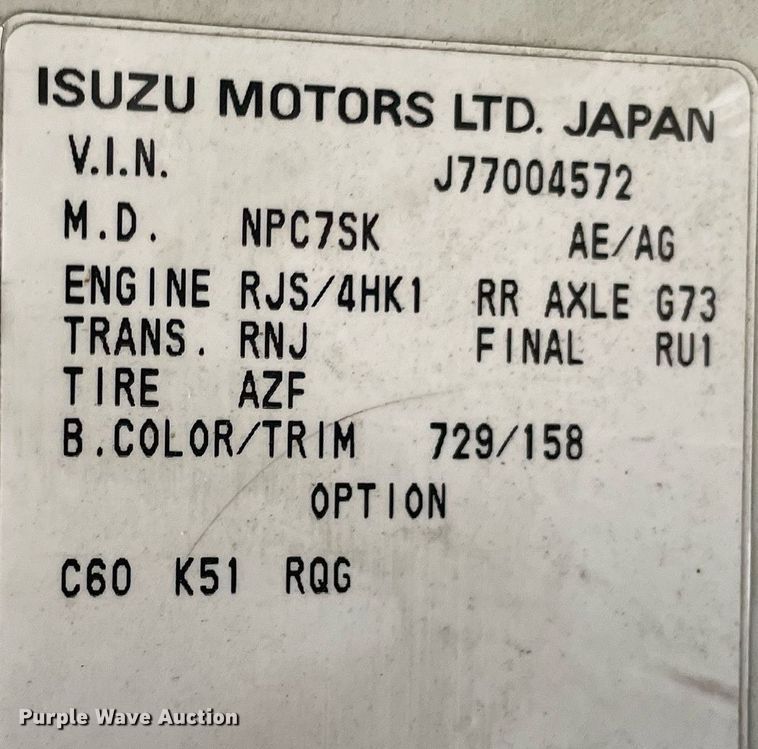 ISUZU MOTORS LTD. JAPAN
V.I.N. J77004572
M.D. NPC7SK AE/AG
ENGINE RJS/4HK1 RR AXLE G73
TRANS. RNJ FINAL RU1
TIRE AZF
B.COLOR/TRIM 729/158
OPTION
C60 K51 RQG
Purple Wave Auction